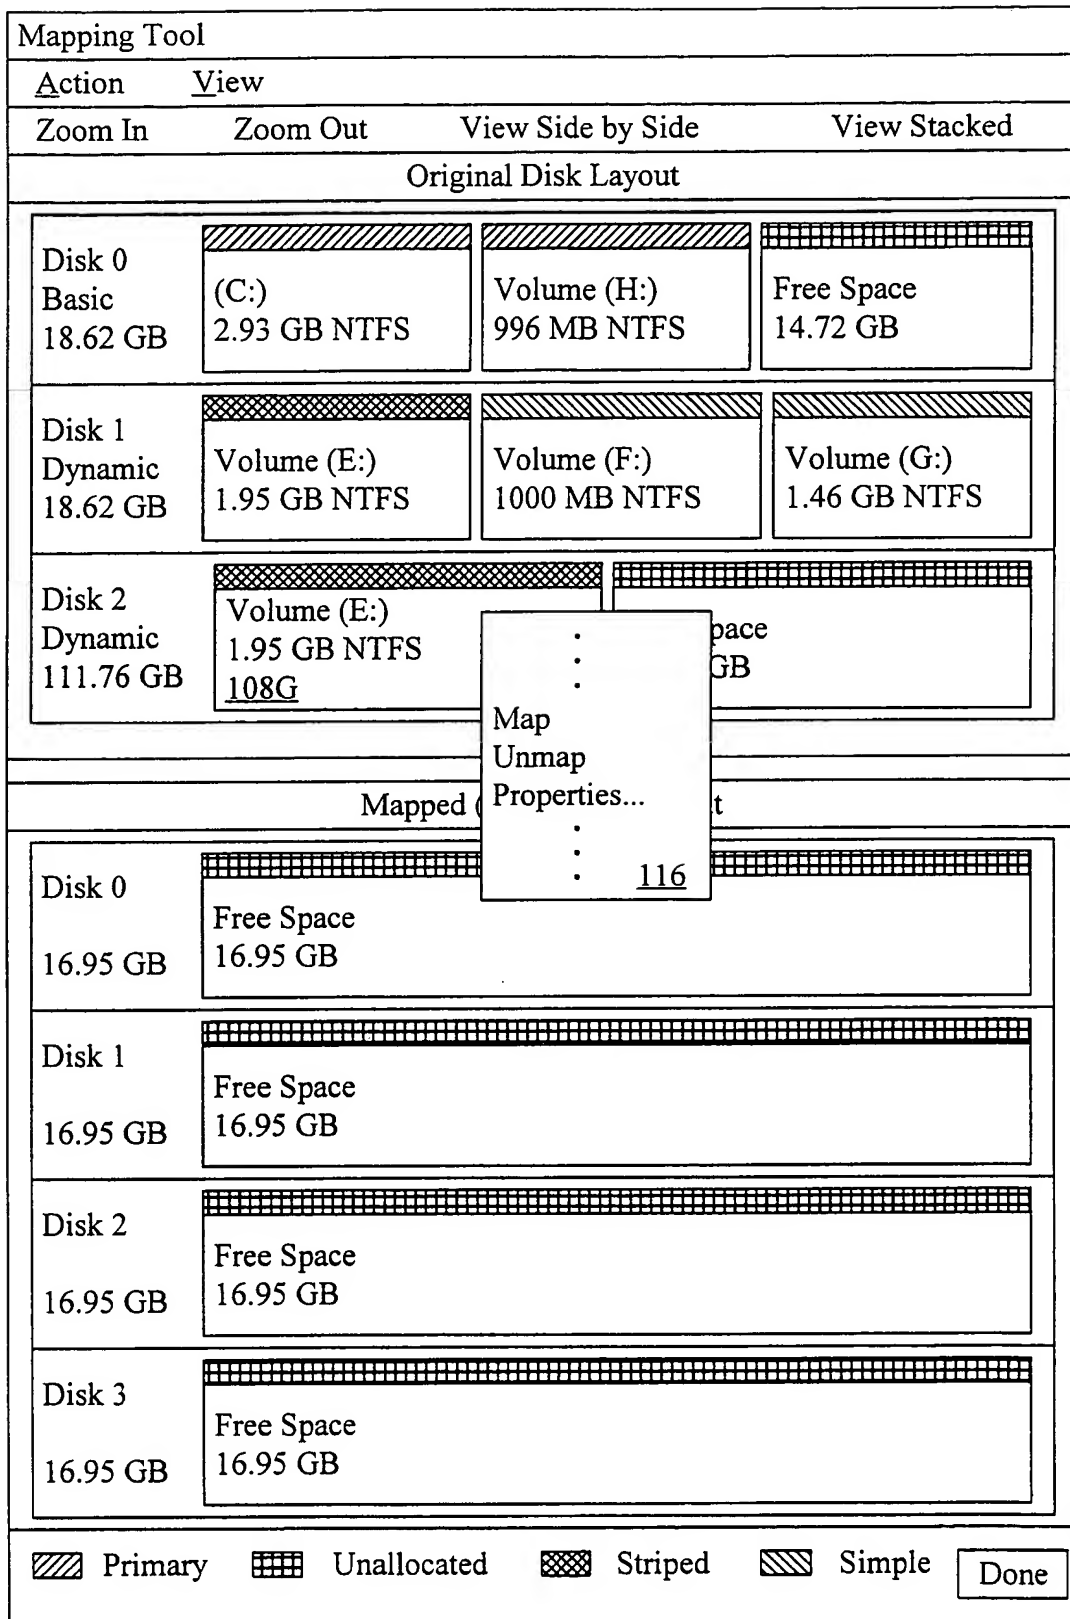 Mapping Tool
Action View
Zoom In Zoom Out View Side by Side View Stacked
Original Disk Layout
Disk 0
Basic
18.62 GB
(C:)
2.93 GB NTFS
Volume (H:)
996 MB NTFS
Free Space
14.72 GB
Disk 1
Dynamic
18.62 GB
Volume (E:)
1.95 GB NTFS
Volume (F:)
1000 MB NTFS
Volume (G:)
1.46 GB NTFS
Disk 2
Dynamic
111.76 GB
Volume (E:)
1.95 GB NTFS
108G
pace
GB
Map
Unmap
Properties...
116
Mapped (
t
Disk 0
16.95 GB
Free Space
16.95 GB
Disk 1
16.95 GB
Free Space
16.95 GB
Disk 2
16.95 GB
Free Space
16.95 GB
Disk 3
16.95 GB
Free Space
16.95 GB
Primary Unallocated Striped Simple Done